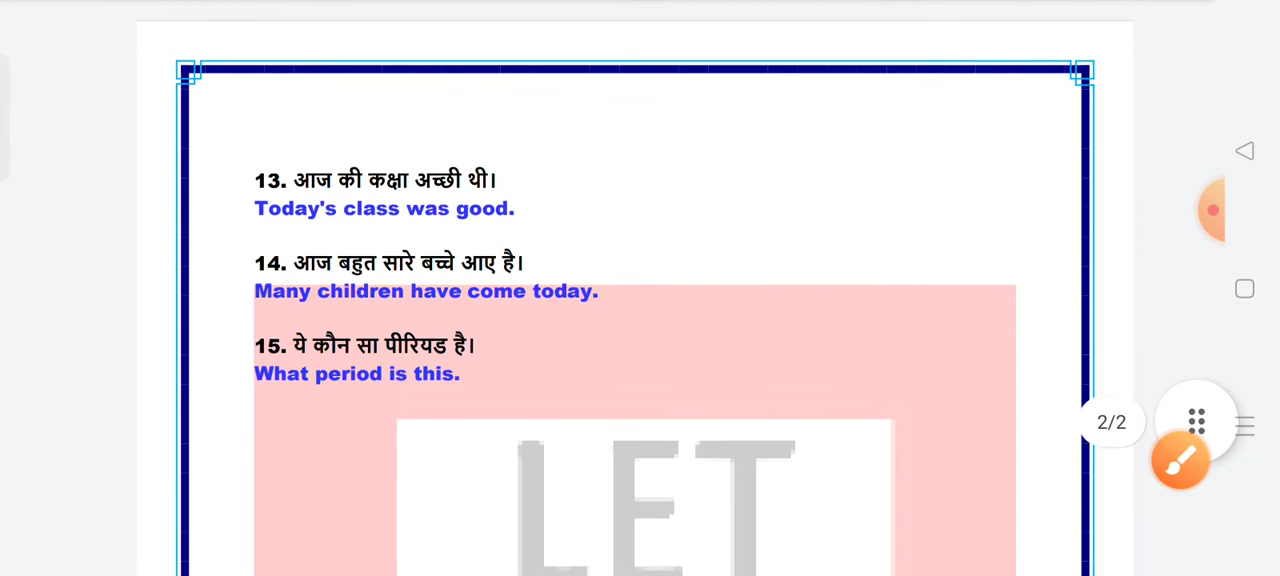 13. आज की कक्षा अच्छी थी।
Today's class was good.
14. आज बहुत सारे बच्चे आए है।
Many children have come today.
15. ये कौन सा पीरियड है।
What period is this.
2/2
LET